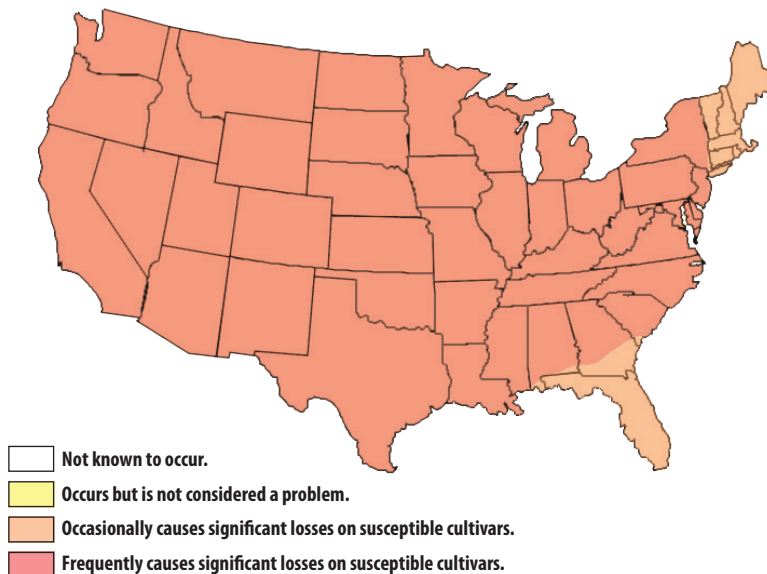 Not known to occur.
Occurs but is not considered a problem.
Occasionally causes significant losses on susceptible cultivars.
Frequently causes significant losses on susceptible cultivars.